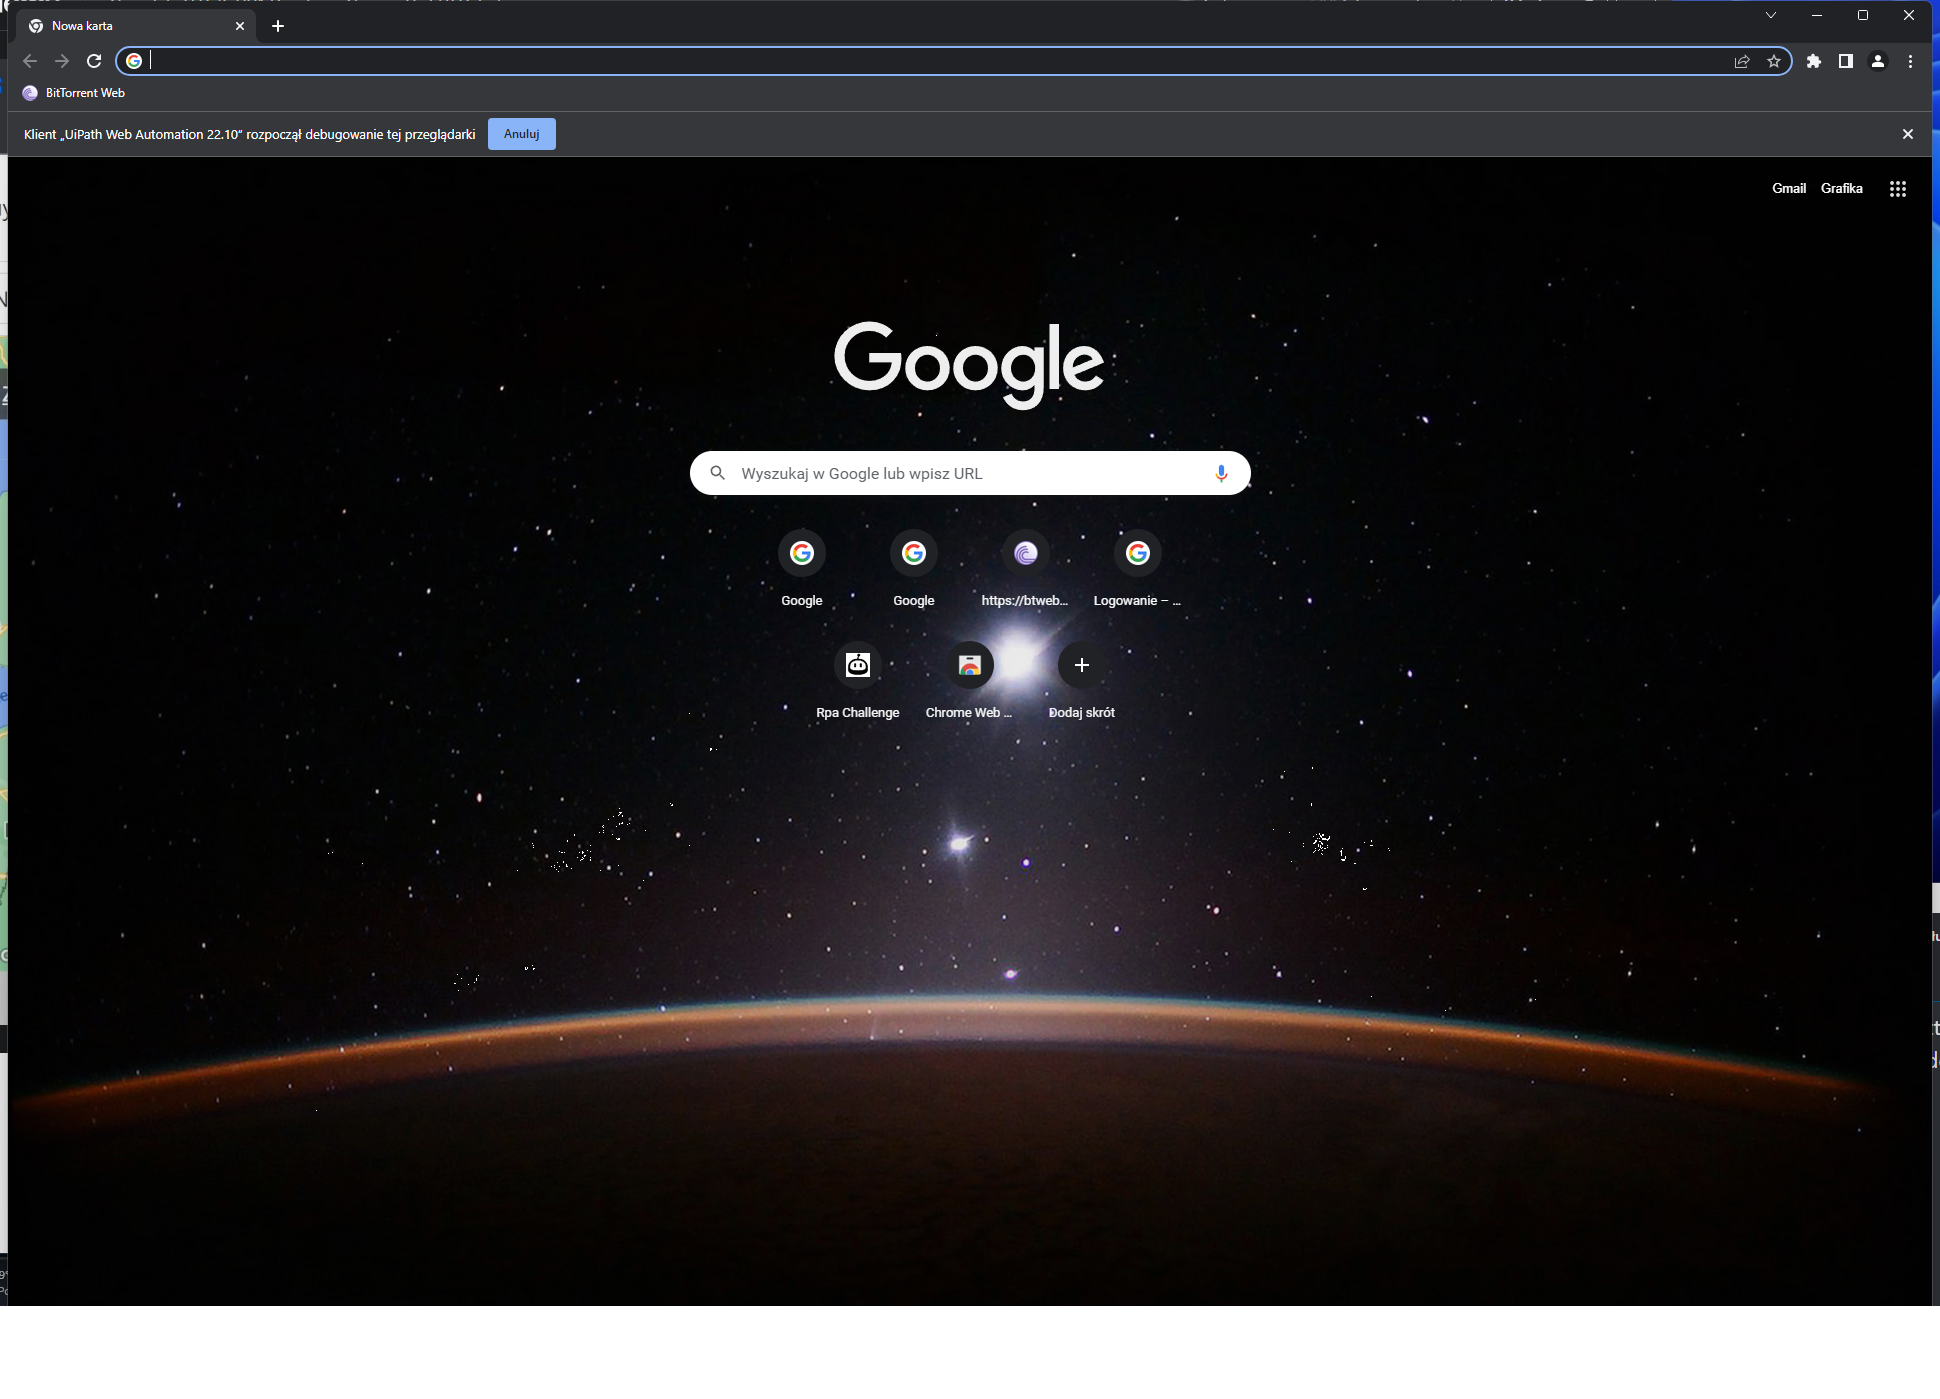 Nowa karta
BitTorrent Web
Klient „UiPath Web Automation 22.10” rozpoczął debugowanie tej przeglądarki
Anuluj
Gmail Grafika
Google
Wyszukaj w Google lub wpisz URL
Google Google https://btweb... Logowanie – ...
Rpa Challenge Chrome Web ... Dodaj skrót